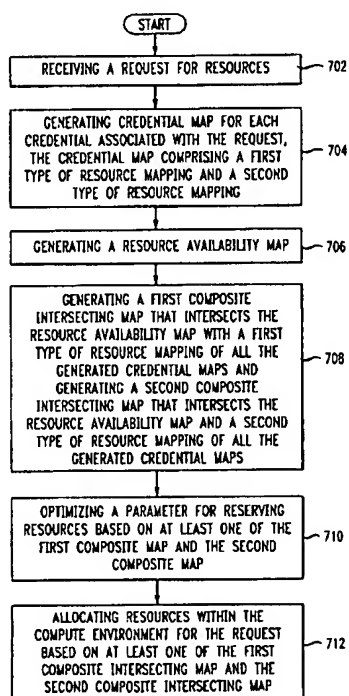 START
RECEIVING A REQUEST FOR RESOURCES
702
GENERATING CREDENTIAL MAP FOR EACH
CREDENTIAL ASSOCIATED WITH THE REQUEST,
THE CREDENTIAL MAP COMPRISING A FIRST
TYPE OF RESOURCE MAPPING AND A SECOND
TYPE OF RESOURCE MAPPING
704
GENERATING A RESOURCE AVAILABILITY MAP
706
GENERATING A FIRST COMPOSITE
INTERSECTING MAP THAT INTERSECTS THE
RESOURCE AVAILABILITY MAP WITH A FIRST
TYPE OF RESOURCE MAPPING OF ALL THE
GENERATED CREDENTIAL MAPS AND
GENERATING A SECOND COMPOSITE
INTERSECTING MAP THAT INTERSECTS THE
RESOURCE AVAILABILITY MAP AND A SECOND
TYPE OF RESOURCE MAPPING OF ALL THE
GENERATED CREDENTIAL MAPS
708
OPTIMIZING A PARAMETER FOR RESERVING
RESOURCES BASED ON AT LEAST ONE OF THE
FIRST COMPOSITE MAP AND THE SECOND
COMPOSITE MAP
710
ALLOCATING RESOURCES WITHIN THE
COMPUTE ENVIRONMENT FOR THE REQUEST
BASED ON AT LEAST ONE OF THE FIRST
COMPOSITE INTERSECTING MAP AND THE
SECOND COMPOSITE INTERSECTING MAP
712